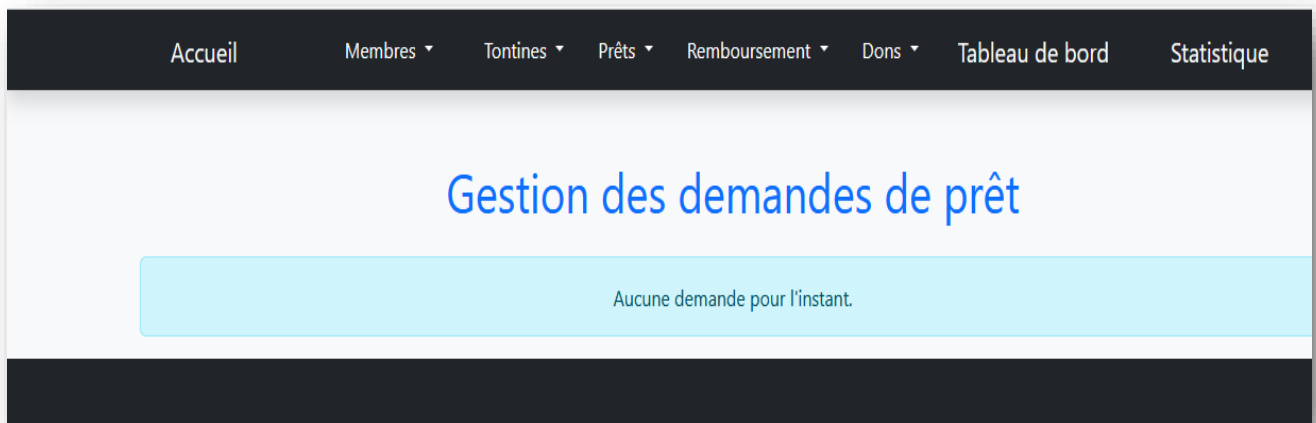 Accueil Membres Tontines Prêts Remboursement Dons Tableau de bord Statistique
Gestion des demandes de prêt
Aucune demande pour l'instant.